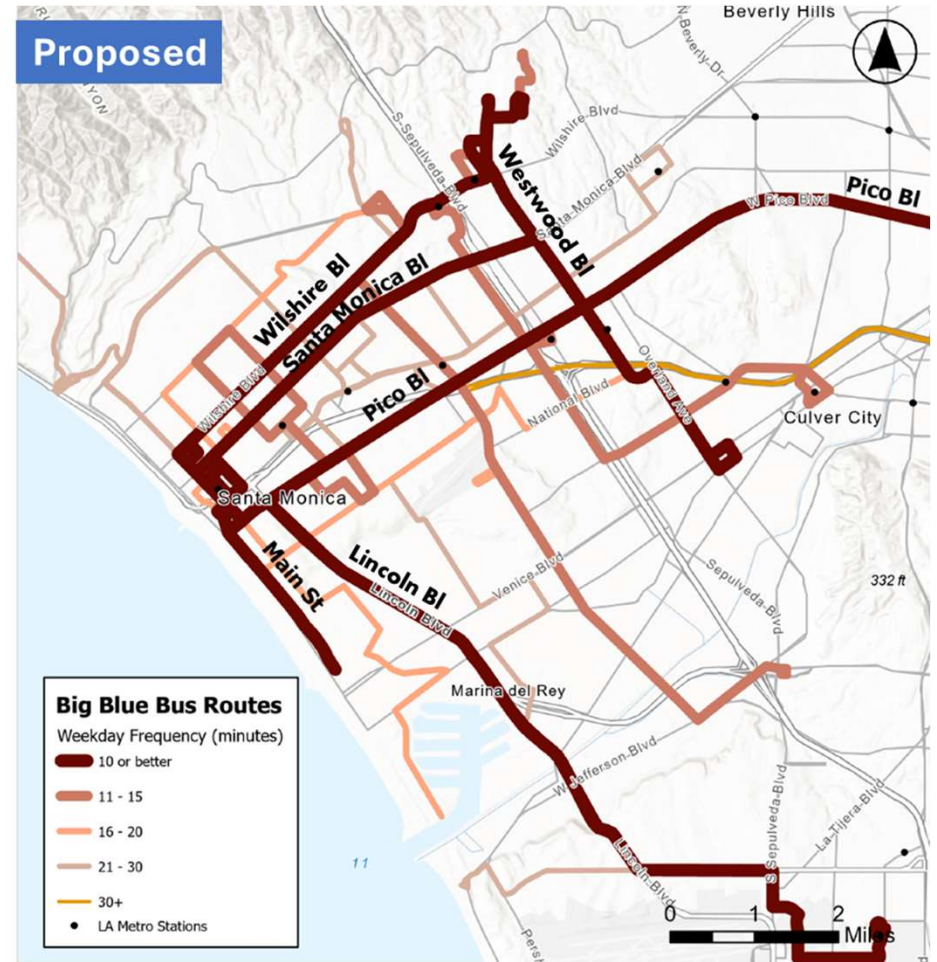 Proposed
Beverly Hills
N-Beverly-Dr
YON
S-Sepulveda-Blvd
Wilshire Blvd
Santa-Monica-Blvd
Westwood Bl
W Pico Blvd
Pico Bl
Wilshire Bl
Santa Monica Bl
Wilshire Blvd
Pico Bl
Overland Ave
National-Blvd
Culver City
Santa Monica
Main St
Lincoln Bl
Lincoln Blvd
Venice-Blvd
Sepulveda-Blvd
332 ft
Marina del Rey
W Jefferson-Blvd
La-Tijera-Blvd
S Sepulveda-Blvd
Lincoln-Blvd
11
Persh
0 1 2
Miles
Big Blue Bus Routes
Weekday Frequency (minutes)
10 or better
11 - 15
16 - 20
21 - 30
30+
LA Metro Stations